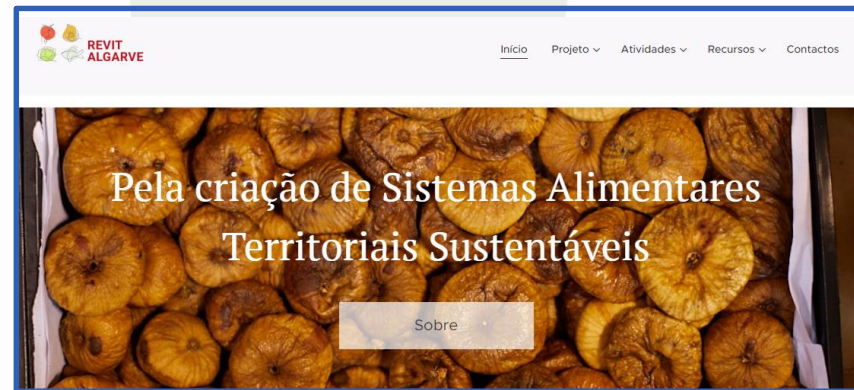 REVIT
ALGARVE
Início Projeto Atividades Recursos Contactos
Pela criação de Sistemas Alimentares
Territoriais Sustentáveis
Sobre